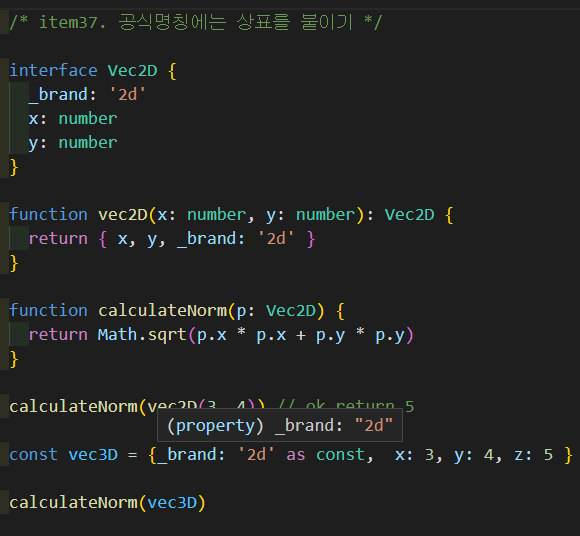 /* item37. 공식명칭에는 상표를 붙이기 */
interface Vec2D {
_brand: '2d'
x: number
y: number
}
function vec2D(x: number, y: number): Vec2D {
return { x, y, _brand: '2d' }
}
function calculateNorm(p: Vec2D) {
return Math.sqrt(p.x * p.x + p.y * p.y)
}
calculateNorm(vec2D(3, 4)) // ok return 5
(property) _brand: "2d"
const vec3D = {_brand: '2d' as const, x: 3, y: 4, z: 5 }
calculateNorm(vec3D)